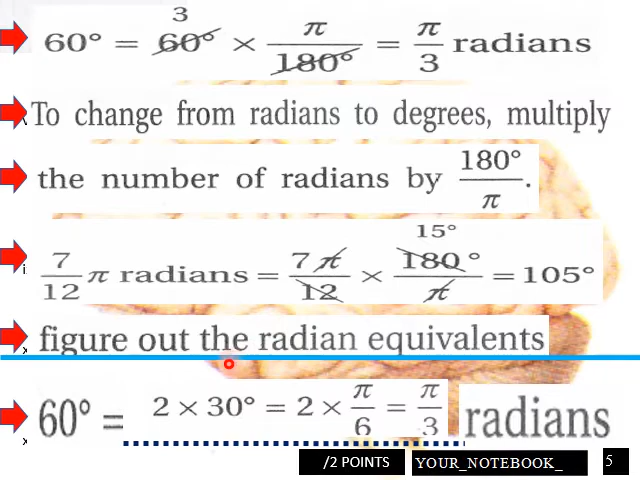 3
60° = 60° × π/180° = π/3 radians
To change from radians to degrees, multiply
the number of radians by 180°/π.
15°
7/12 π radians = 7π/12 × 180°/π = 105°
figure out the radian equivalents
60° = 2 × 30° = 2 × π/6 = π/3 radians
/2 POINTS YOUR_NOTEBOOK_ 5